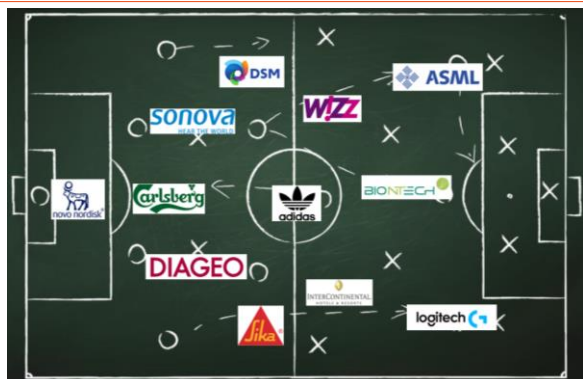 DSM
ASML
WIZZ
sonova
HEAR THE WORLD
BIONTECH
novo nordisk
Carlsberg
adidas
DIAGEO
INTERCONTINENTAL
HOTELS & RESORTS
Sika
logitech